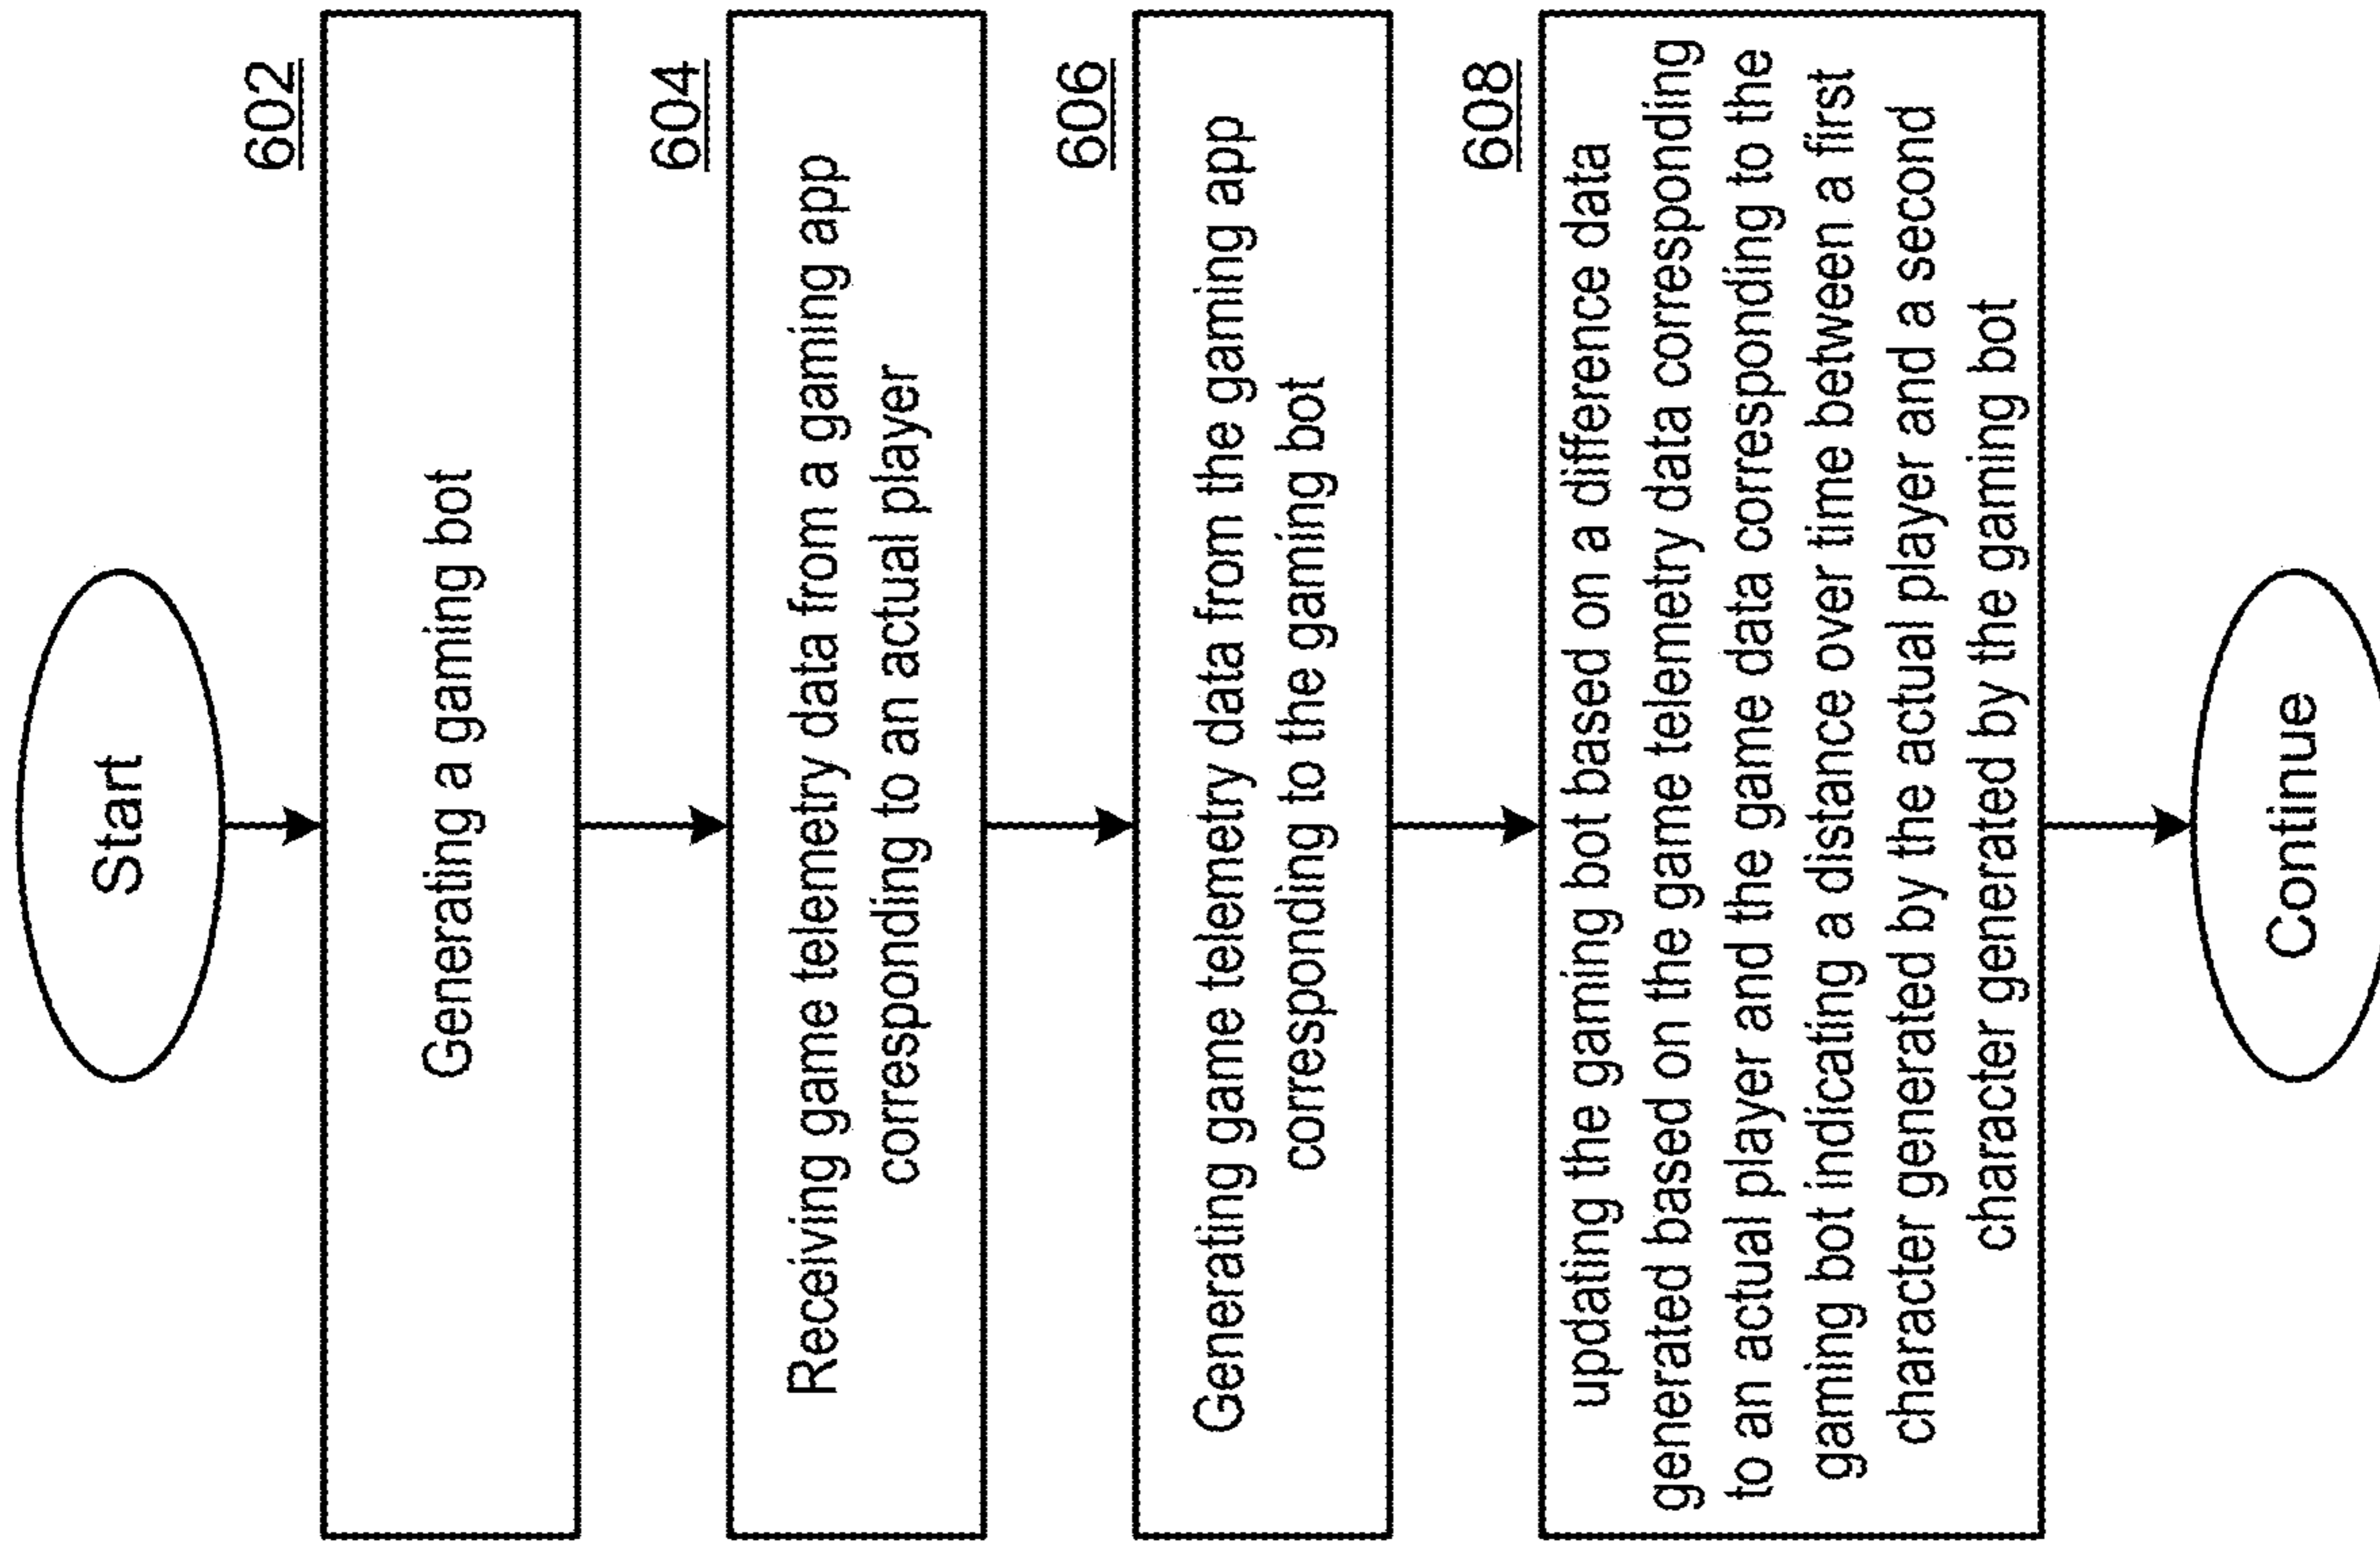 Start
602
Generating a gaming bot
604
Receiving game telemetry data from a gaming app
corresponding to an actual player
606
Generating game telemetry data from the gaming app
corresponding to the gaming bot
608
updating the gaming bot based on a difference data
generated based on the game telemetry data corresponding
to an actual player and the game data corresponding to the
gaming bot indicating a distance over time between a first
character generated by the actual player and a second
character generated by the gaming bot
Continue